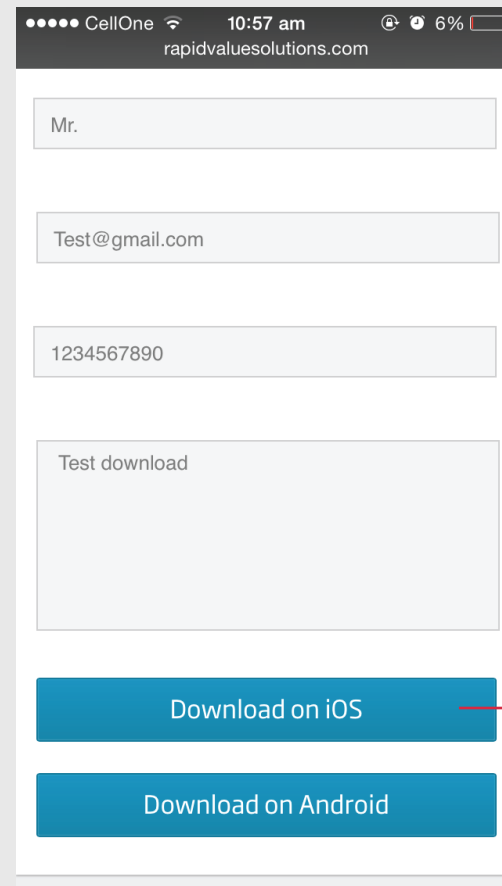 CellOne 10:57 am 6%
rapidvaluesolutions.com
Mr.
Test@gmail.com
1234567890
Test download
Download on iOS
Download on Android